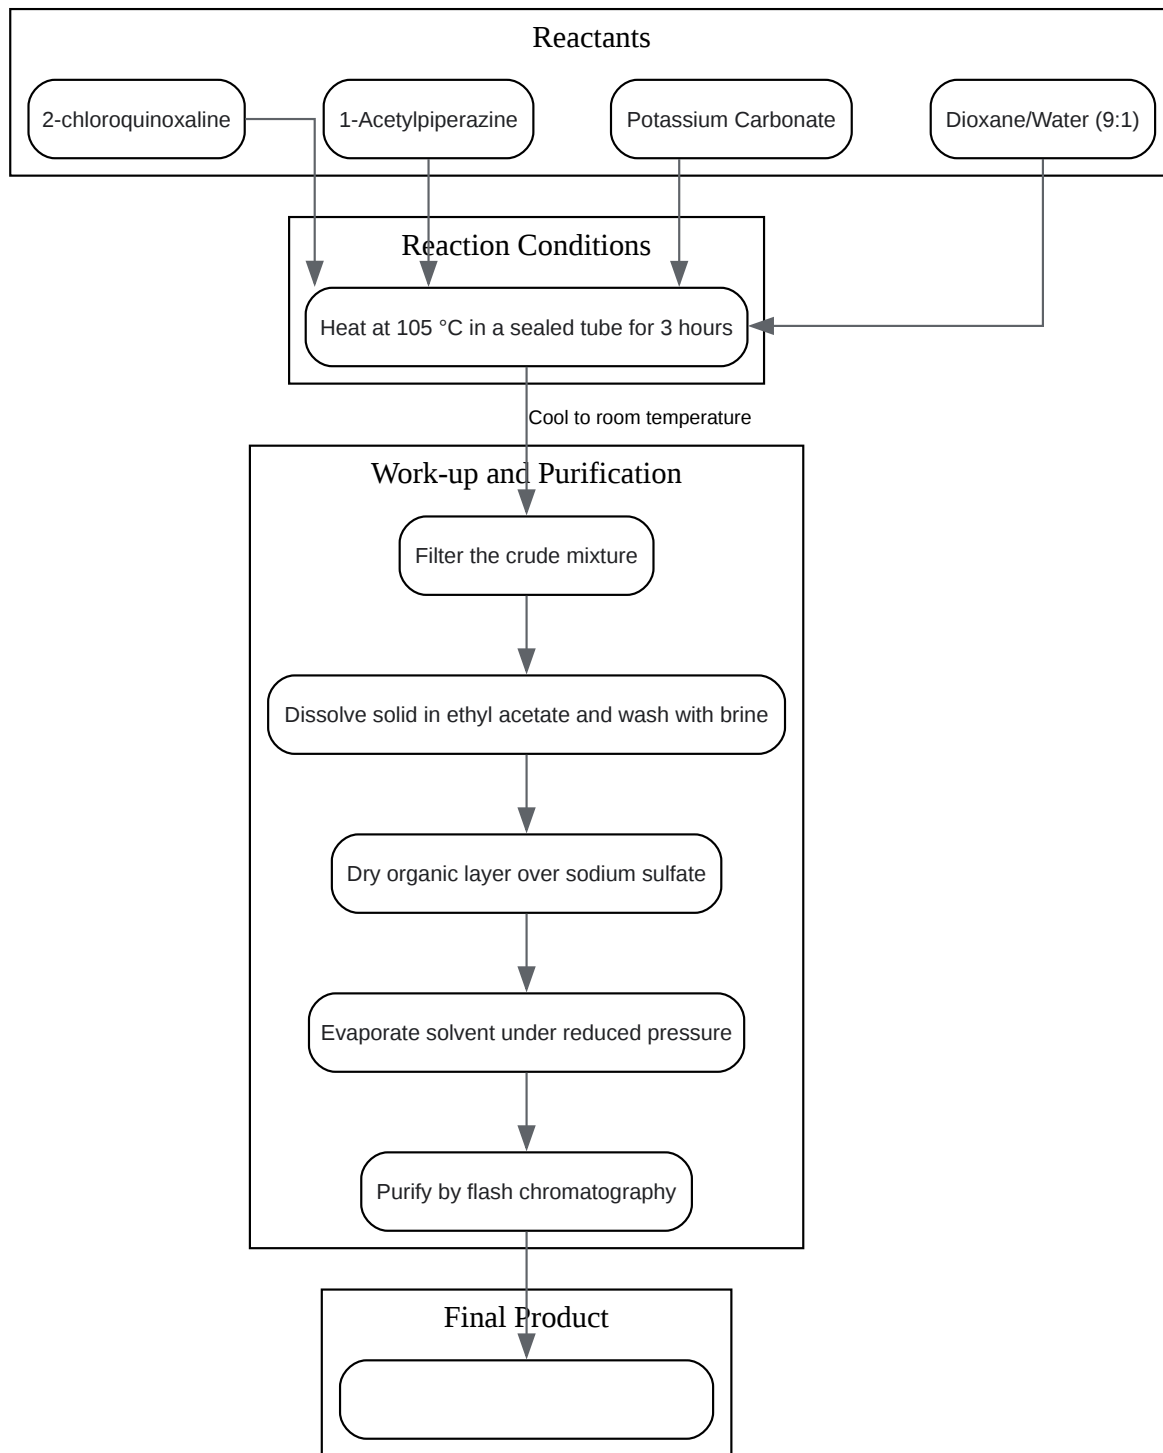 Reactants
2-chloroquinoxaline
1-Acetylpiperazine
Potassium Carbonate
Dioxane/Water (9:1)
Reaction Conditions
Heat at 105 °C in a sealed tube for 3 hours
Cool to room temperature
Work-up and Purification
Filter the crude mixture
Dissolve solid in ethyl acetate and wash with brine
Dry organic layer over sodium sulfate
Evaporate solvent under reduced pressure
Purify by flash chromatography
Final Product